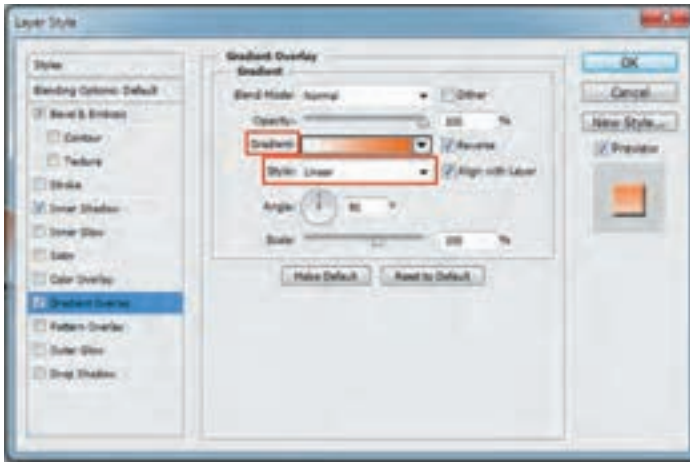 Layer Style
Styles
Blending Options: Default
Bevel & Emboss
Contour
Texture
Stroke
Inner Shadow
Inner Glow
Satin
Color Overlay
Gradient Overlay
Pattern Overlay
Outer Glow
Drop Shadow
Gradient Overlay
Gradient
Blend Mode: Normal
Dither
Opacity: 100 %
Gradient: Reverse
Style: Linear Align with Layer
Angle: 90 °
Scale: 100 %
Make Default Reset to Default
OK
Cancel
New Style...
Preview